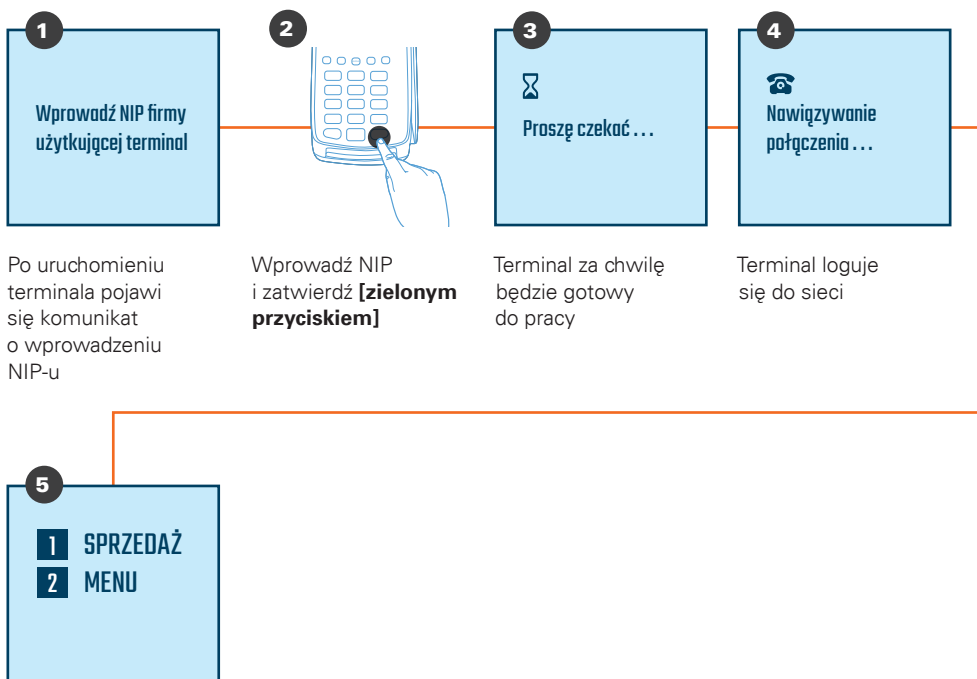 1
Wprowadź NIP firmy
użytkującej terminal
Po uruchomieniu
terminala pojawi
się komunikat
o wprowadzeniu
NIP-u
2
Wprowadź NIP
i zatwierdź [zielonym
przyciskiem]
3
Proszę czekać ...
Terminal za chwilę
będzie gotowy
do pracy
4
Nawiązywanie
połączenia ...
Terminal loguje
się do sieci
5
1 SPRZEDAŻ
2 MENU